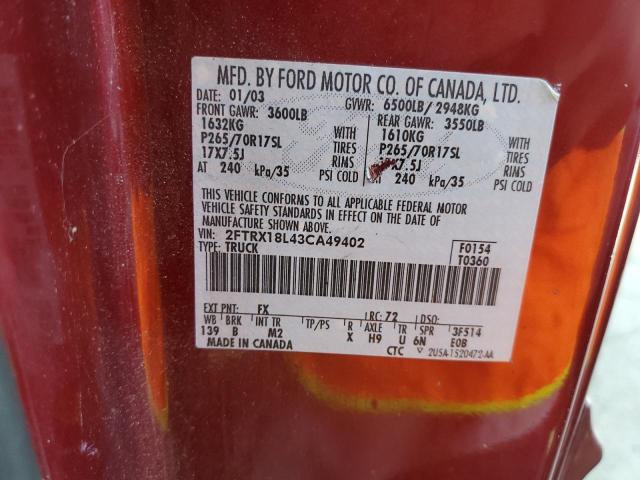 MFD. BY FORD MOTOR CO. OF CANADA, LTD.
DATE: 01/03 GVWR: 6500LB/ 2948KG
FRONT GAWR: 3600LB REAR GAWR: 3550LB
1632KG WITH 1610KG WITH
P265/70R17SL TIRES P265/70R17SL TIRES
17X7.5J RIMS X7.5J RIMS
AT 240 kPa/35 PSI COLD AT 240 kPa/35 PSI COLD
THIS VEHICLE CONFORMS TO ALL APPLICABLE FEDERAL MOTOR
VEHICLE SAFETY STANDARDS IN EFFECT ON THE DATE OF
MANUFACTURE SHOWN ABOVE.
VIN: 2FTRX18L43CA49402 F0154
TYPE: TRUCK T0360
EXT PNT: FX RC: 72 DSO:
WB BRK INT TR TP/PS R AXLE TR SPR 3F514
139 B M2 X H9 U 6N E0B
MADE IN CANADA CTC 2U5A-1520472-AA